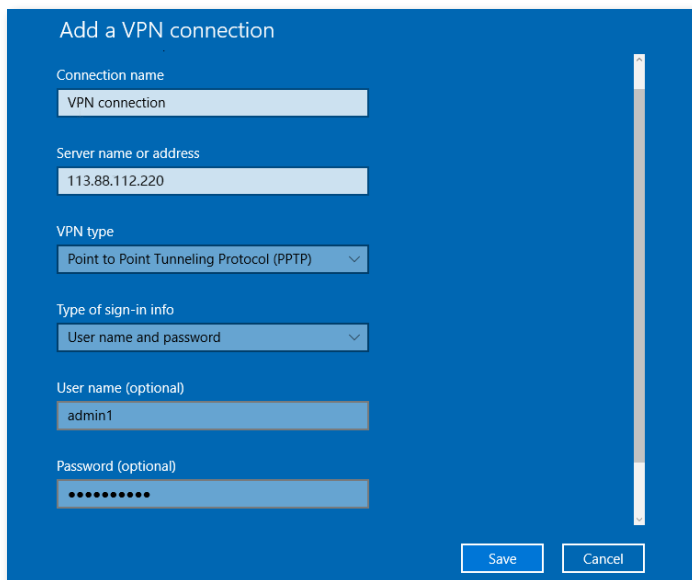 Add a VPN connection
Connection name
VPN connection
Server name or address
113.88.112.220
VPN type
Point to Point Tunneling Protocol (PPTP)
Type of sign-in info
User name and password
User name (optional)
admin1
Password (optional)
●●●●●●●●●●
Save Cancel